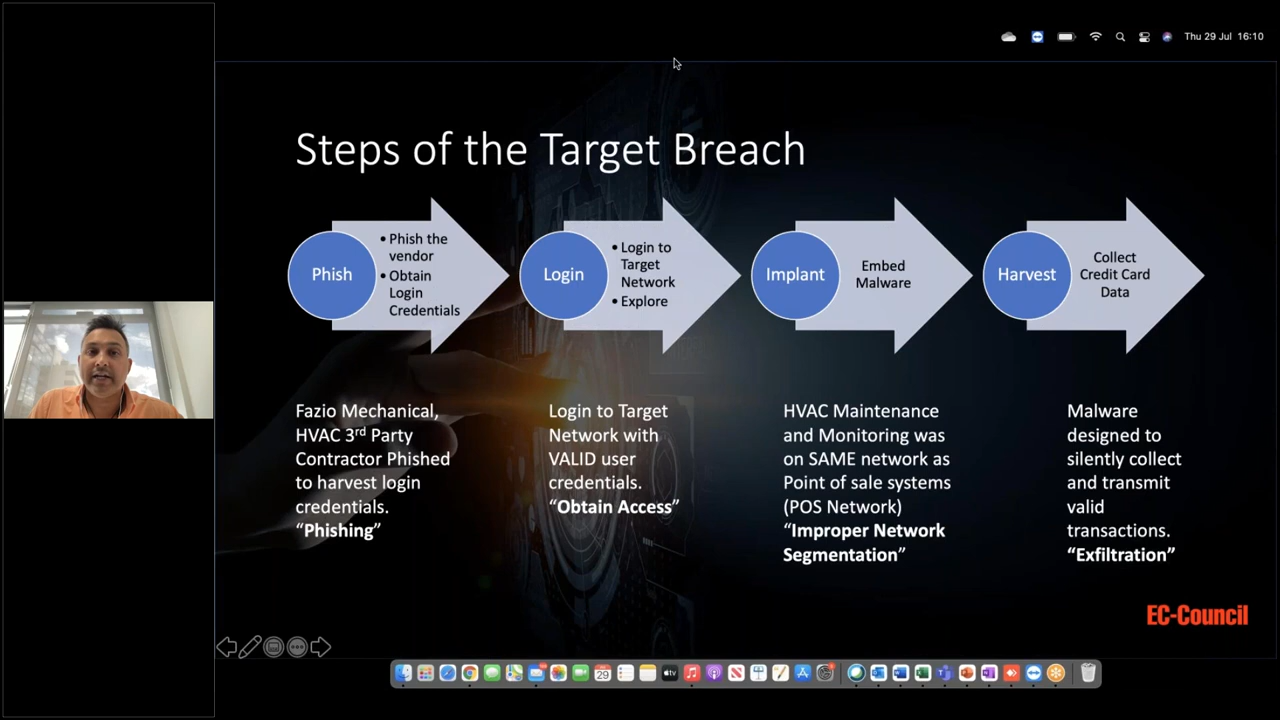 Thu 29 Jul 16:10
Steps of the Target Breach
Phish
• Phish the
vendor
• Obtain
Login
Credentials
Login
• Login to
Target
Network
• Explore
Implant
Embed
Malware
Harvest
Collect
Credit Card
Data
Fazio Mechanical,
HVAC 3rd Party
Contractor Phished
to harvest login
credentials.
“Phishing”
Login to Target
Network with
VALID user
credentials.
“Obtain Access”
HVAC Maintenance
and Monitoring was
on SAME network as
Point of sale systems
(POS Network)
“Improper Network
Segmentation”
Malware
designed to
silently collect
and transmit
valid
transactions.
“Exfiltration”
EC-Council
29
tv